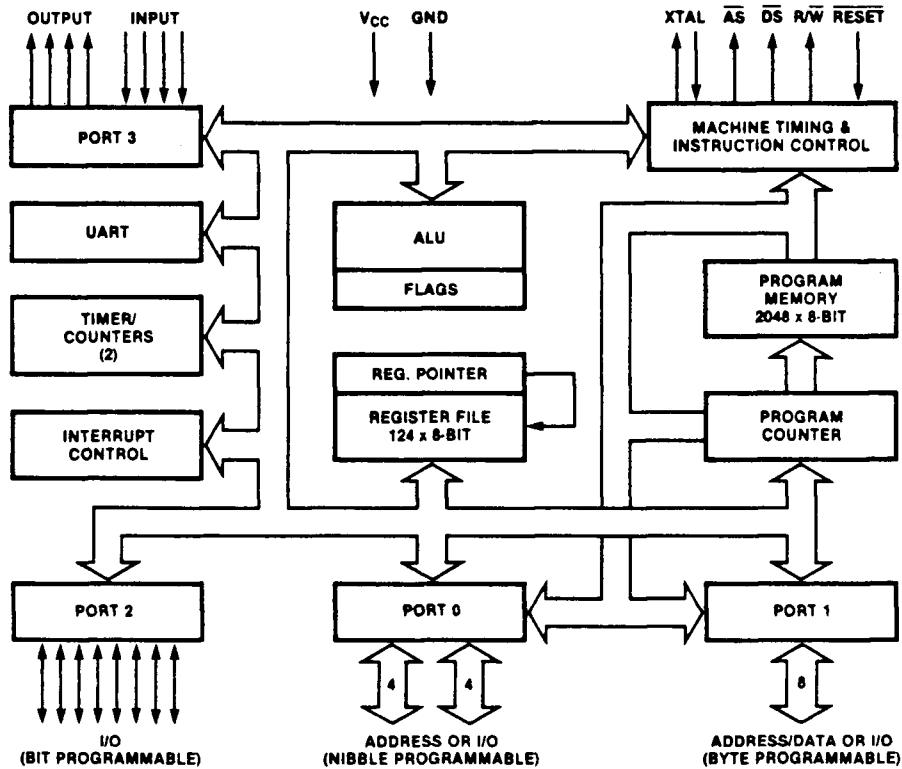 OUTPUT INPUT
VCC GND
XTAL AS DS R/W RESET
PORT 3
MACHINE TIMING &
INSTRUCTION CONTROL
UART
ALU
FLAGS
PROGRAM
MEMORY
2048 x 8-BIT
TIMER/
COUNTERS
(2)
REG. POINTER
REGISTER FILE
124 x 8-BIT
PROGRAM
COUNTER
INTERRUPT
CONTROL
PORT 2
PORT 0
PORT 1
4
4
8
I/O
(BIT PROGRAMMABLE)
ADDRESS OR I/O
(NIBBLE PROGRAMMABLE)
ADDRESS/DATA OR I/O
(BYTE PROGRAMMABLE)